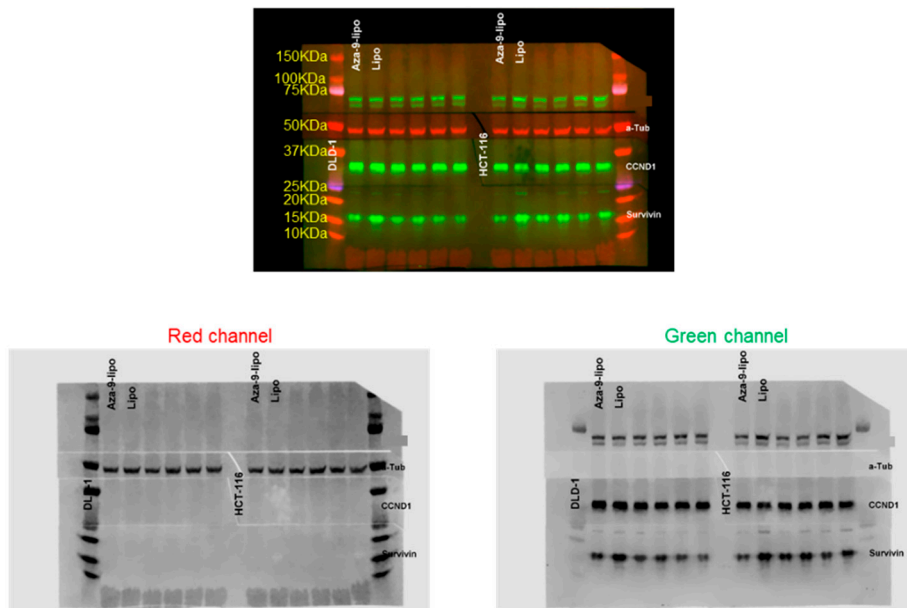 Aza-9-lipo
Lipo
Aza-9-lipo
Lipo
150KDa
100KDa
75KDa
50KDa
a-Tub
37KDa
DLD-1
HCT-116
CCND1
25KDa
20KDa
15KDa
Survivin
10KDa
Red channel
Green channel
Aza-9-lipo
Lipo
Aza-9-lipo
Lipo
a-Tub
DLD-1
HCT-116
CCND1
Survivin
Aza-9-lipo
Lipo
Aza-9-lipo
Lipo
a-Tub
DLD-1
HCT-116
CCND1
Survivin